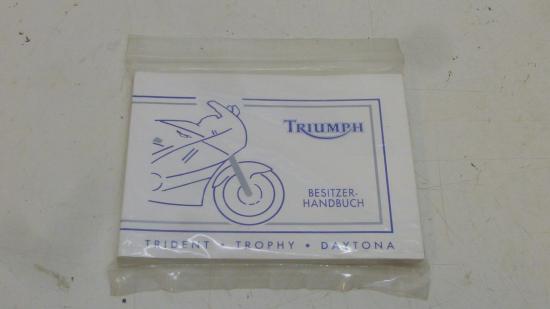 TRIUMPH
BESITZER-
HANDBUCH
TRIDENT • TROPHY • DAYTONA